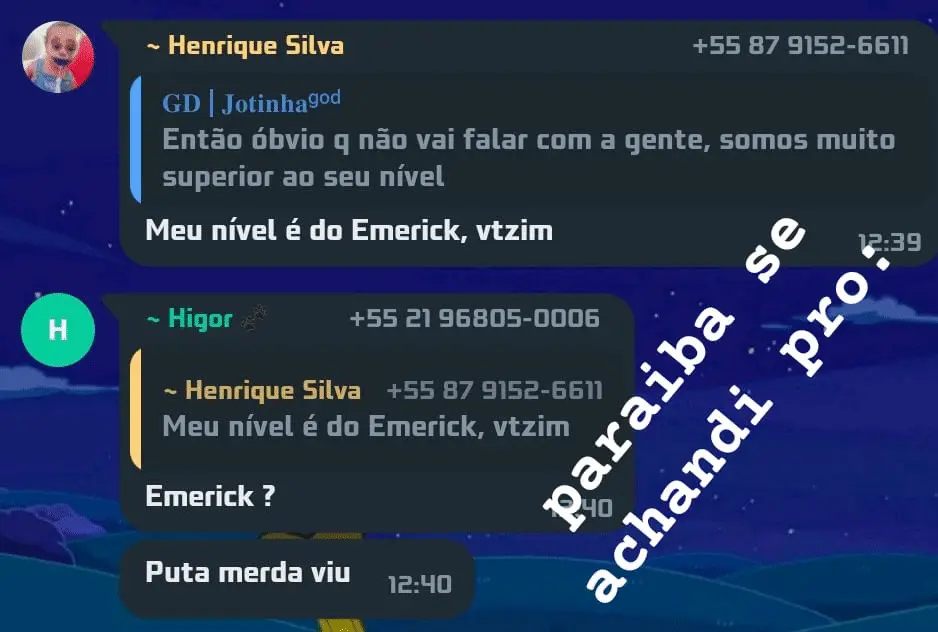 ~ Henrique Silva +55 87 9152-6611
GD | Jotinhagod
Então óbvio q não vai falar com a gente, somos muito
superior ao seu nível
Meu nível é do Emerick, vtzim
12:39
~ Higor 🐾 +55 21 96805-0006
~ Henrique Silva +55 87 9152-6611
Meu nível é do Emerick, vtzim
Emerick ?
12:40
Puta merda viu 12:40
H
paraiba se
achandi pro: